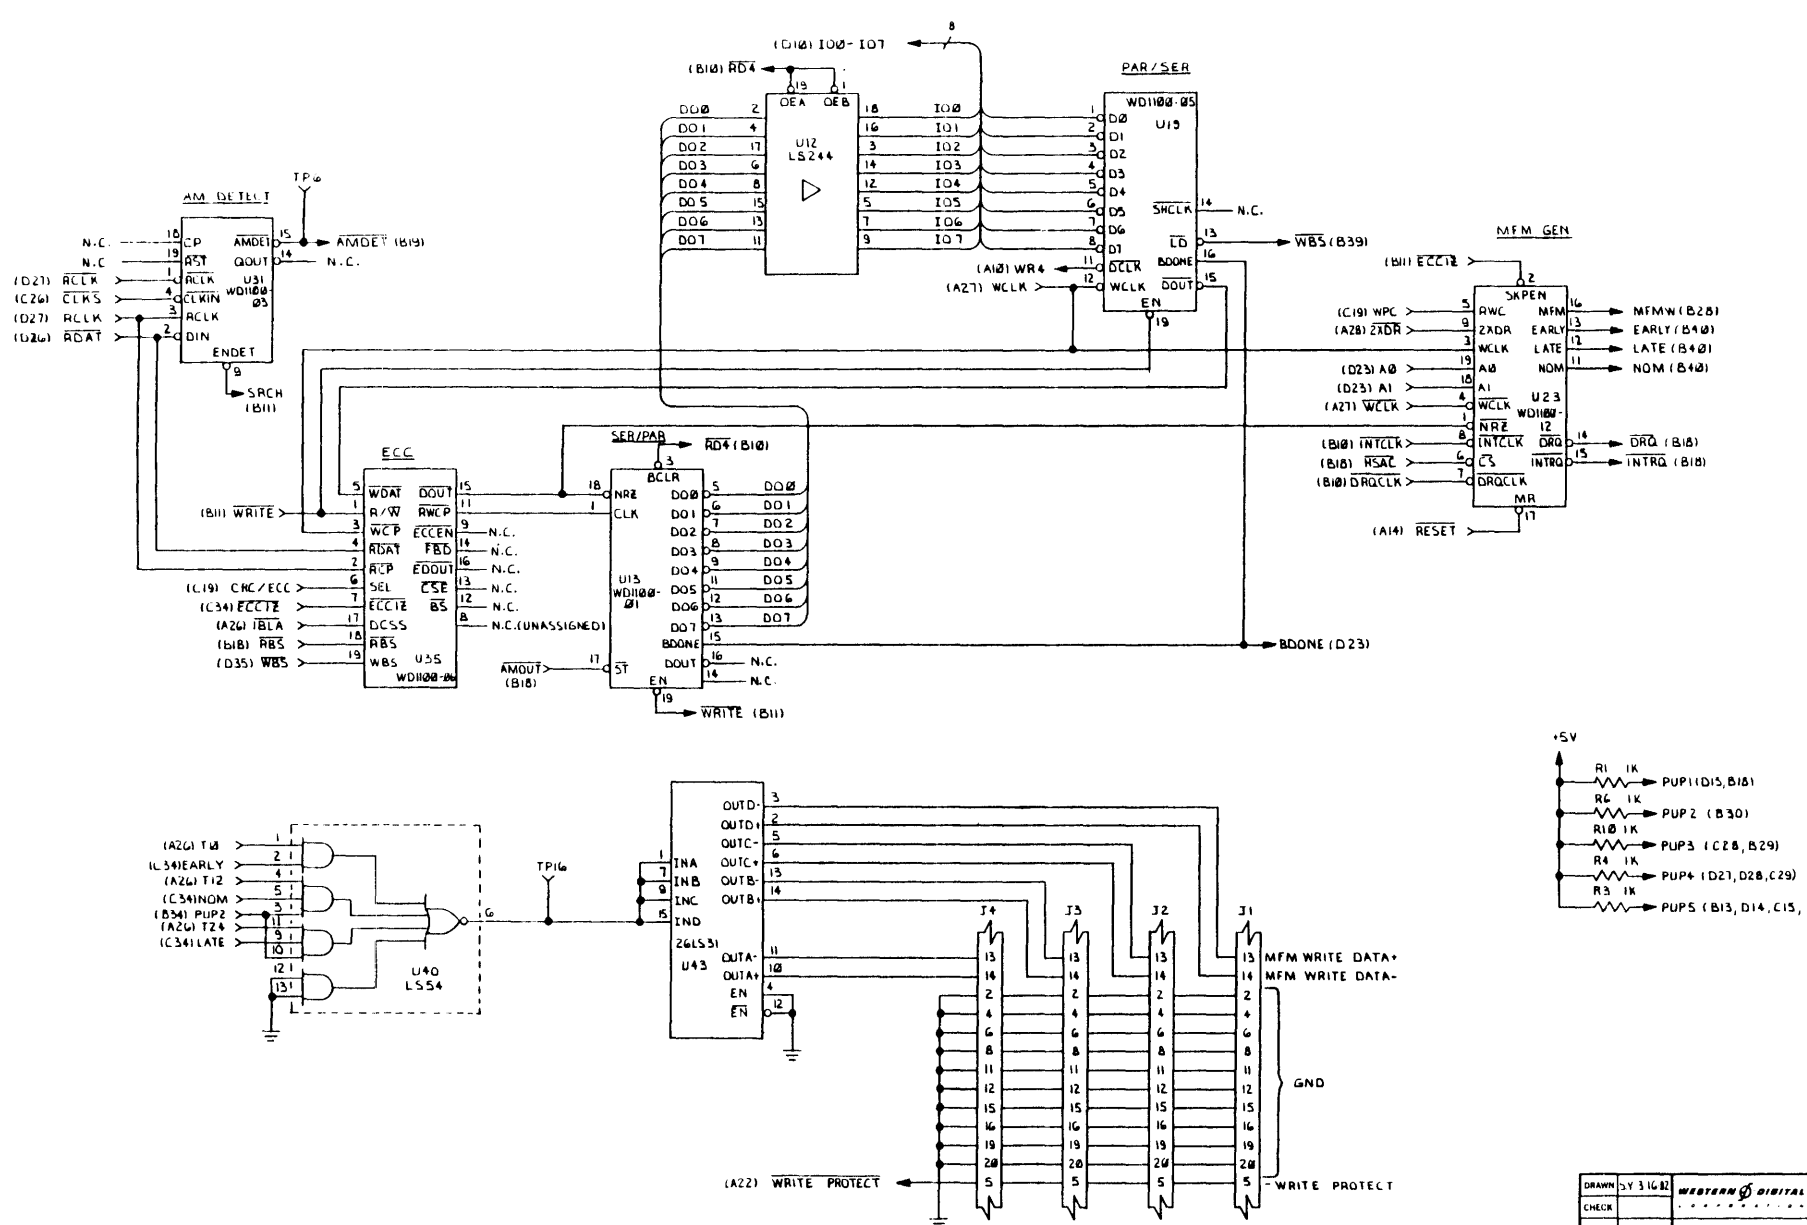 8
(D10) IO0-IO7
(B10) RD4
19 1
OEA OEB
U12
LS244
DO0 2 18 IO0
DO1 4 16 IO1
DO2 17 3 IO2
DO3 6 14 IO3
DO4 8 12 IO4
DO5 15 5 IO5
DO6 13 7 IO6
DO7 11 9 IO7
PAR/SER
WD1100-05
U19
1 D0
2 D1
3 D2
4 D3
5 D4
6 D5
7 D6
8 D7
SHCLK 14 N.C.
LD 13 WBS (B39)
BDONE 16
DOUT 15
(A10) WR4 11 DCLK
(A27) WCLK 12 WCLK
EN
19
TP6
AM DETECT
N.C. 18 CP AMDET 15 AMDET (B19)
N.C 19 RST QOUT 14 N.C.
(D27) RCLK 1 RCLK U31
(C26) CLKS 4 CLKIN WD1100-03
(D27) RCLK 3 RCLK
(D26) RDAT 2 DIN
ENDET
9
SRCH
(B11)
MFM GEN
(B11) ECCIZ
2
SKPEN
(C19) WPC 5 RWC MFM 16 MFMW (B28)
(A28) 2XDR 9 2XDR EARLY 13 EARLY (B40)
3 WCLK LATE 12 LATE (B40)
(D23) A0 19 A0 NOM 11 NOM (B40)
(D23) A1 18 A1
(A27) WCLK 4 WCLK
U23
WD1100-
12
1 NRZ
(B10) INTCLK 8 INTCLK DRQ 14 DRQ (B18)
(B18) HSAC 6 CS INTRQ 15 INTRQ (B18)
(B10) DRQCLK 7 DRQCLK
MR
17
(A14) RESET
ECC
5 WDAT DOUT 15
(B11) WRITE 1 R/W RWCP 11
3 WCP ECCEN 9 N.C.
4 RDAT FBD 14 N.C.
2 RCP EDOUT 16 N.C.
(C19) CRC/ECC 6 SEL CSE 13 N.C.
(C34) ECCIZ 7 ECCIZ BS 12 N.C.
(A26) IBLA 17 DCSS 8 N.C. (UNASSIGNED)
(B18) RBS 18 RBS
(D35) WBS 19 WBS U35
WD1100-06
SER/PAR
RD4 (B10)
3
BCLR
18 NRZ DO0 5 DO0
1 CLK DO1 6 DO1
DO2 7 DO2
DO3 8 DO3
DO4 9 DO4
DO5 11 DO5
DO6 12 DO6
DO7 13 DO7
U13
WD1100-
01
BDONE 15 BDONE (D23)
AMOUT 17 ST DOUT 16 N.C.
(B18)
14 N.C.
EN
19
WRITE (B11)
+5V
R1 1K PUP1 (D15, B18)
R6 1K PUP2 (B30)
R10 1K PUP3 (C28, B29)
R4 1K PUP4 (D27, D28, C29)
R3 1K PUP5 (B13, D14, C15,
(A26) T0 1
(C34) EARLY 2
(A26) T12 4
(C34) NOM 5
(B34) PUP2 3
(A26) T24 11
(C34) LATE 9
10
12
13
U40
LS54
6
TP16
OUTD- 3
OUTD+ 2
OUTC- 5
1 INA OUTC+ 6
7 INB OUTB- 13
9 INC OUTB+ 14
15 IND
26LS31
U43
OUTA- 11
OUTA+ 10
EN 4
EN 12
J4 J3 J2 J1
13 13 13 13 MFM WRITE DATA+
14 14 14 14 MFM WRITE DATA-
2 2 2 2
4 4 4 4
6 6 6 6
8 8 8 8
11 11 11 11
12 12 12 12
GND
15 15 15 15
16 16 16 16
19 19 19 19
20 20 20 20
(A22) WRITE PROTECT 5 5 5 5 -WRITE PROTECT
DRAWN S.Y 3 16 82 WESTERN DIGITAL
CHECK CORPORATION